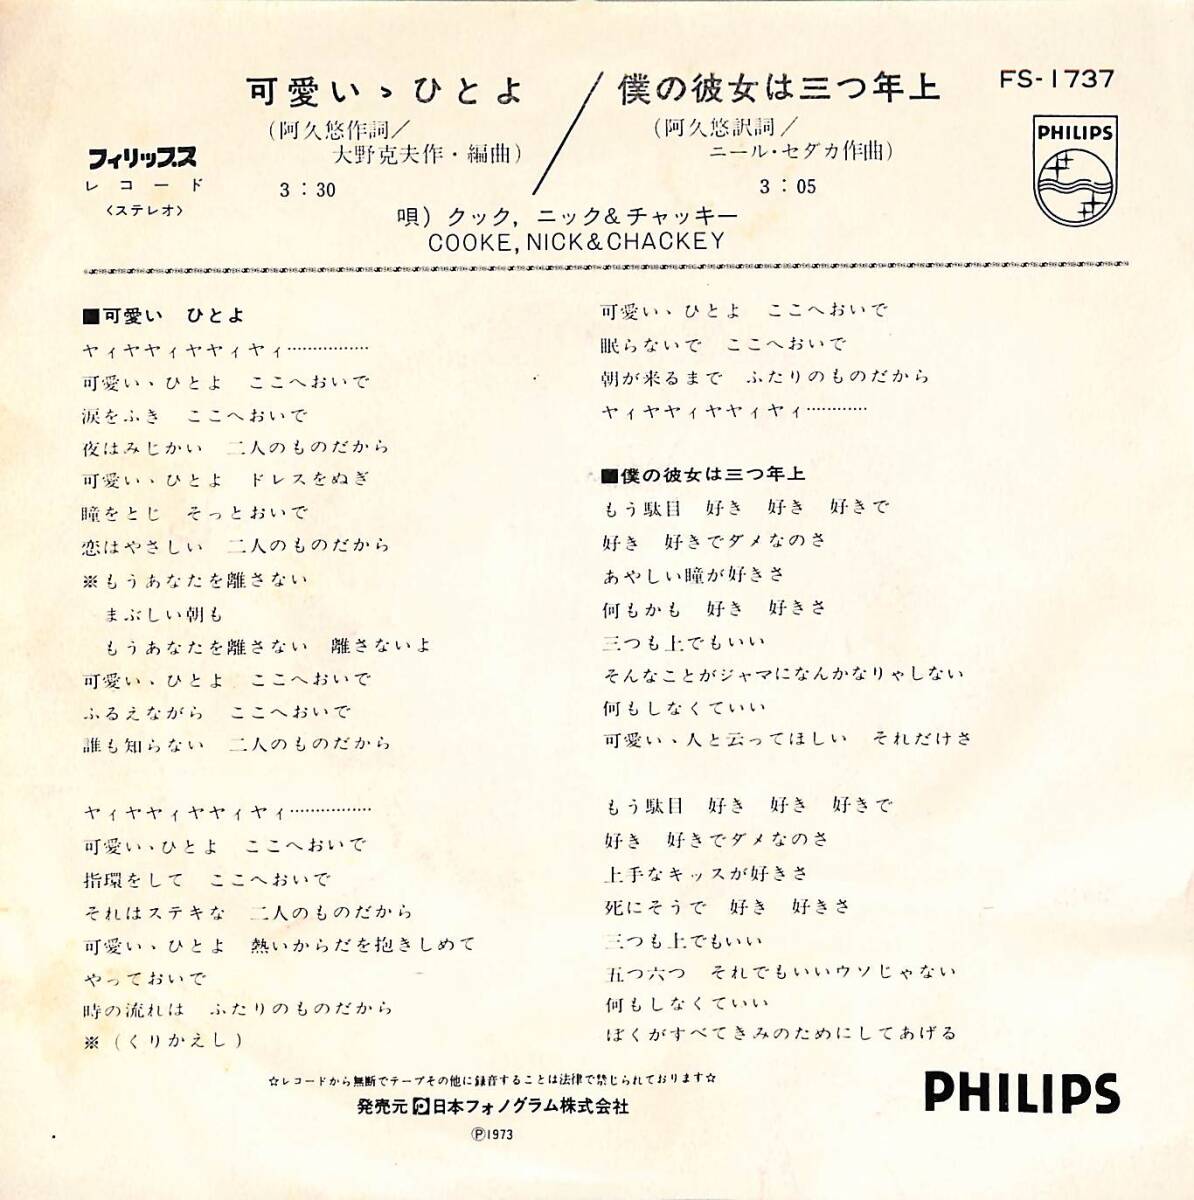 可愛いゝひとよ
(阿久悠作詞/
大野克夫作・編曲)
3：30
僕の彼女は三つ年上
(阿久悠訳詞/
ニール・セダカ作曲)
3：05
FS-1737
PHILIPS
フィリップス
レコード
〈ステレオ〉
唄) クック, ニック&チャッキー
COOKE, NICK & CHACKEY
■可愛い ひとよ
ヤィヤヤィヤヤィヤィ……………
可愛いゝひとよ ここへおいで
涙をふき ここへおいで
夜はみじかい 二人のものだから
可愛いゝひとよ ドレスをぬぎ
瞳をとじ そっとおいで
恋はやさしい 二人のものだから
※もうあなたを離さない
まぶしい朝も
もうあなたを離さない 離さないよ
可愛いゝひとよ ここへおいで
ふるえながら ここへおいで
誰も知らない 二人のものだから
ヤィヤヤィヤヤィヤィ……………
可愛いゝひとよ ここへおいで
指環をして ここへおいで
それはステキな 二人のものだから
可愛いゝひとよ 熱いからだを抱きしめて
やっておいで
時の流れは ふたりのものだから
※(くりかえし)
可愛いゝひとよ ここへおいで
眠らないで ここへおいで
朝が来るまで ふたりのものだから
ヤィヤヤィヤヤィヤィ…………
■僕の彼女は三つ年上
もう駄目 好き 好き 好きで
好き 好きでダメなのさ
あやしい瞳が好きさ
何もかも 好き 好きさ
三つも上でもいい
そんなことがジャマになんかなりゃしない
何もしなくていい
可愛いゝ人と云ってほしい それだけさ
もう駄目 好き 好き 好きで
好き 好きでダメなのさ
上手なキッスが好きさ
死にそうで 好き 好きさ
三つも上でもいい
五つ六つ それでもいいウソじゃない
何もしなくていい
ぼくがすべてきみのためにしてあげる
☆レコードから無断でテープその他に録音することは法律で禁じられております☆
発売元 日本フォノグラム株式会社
Ⓟ1973
PHILIPS